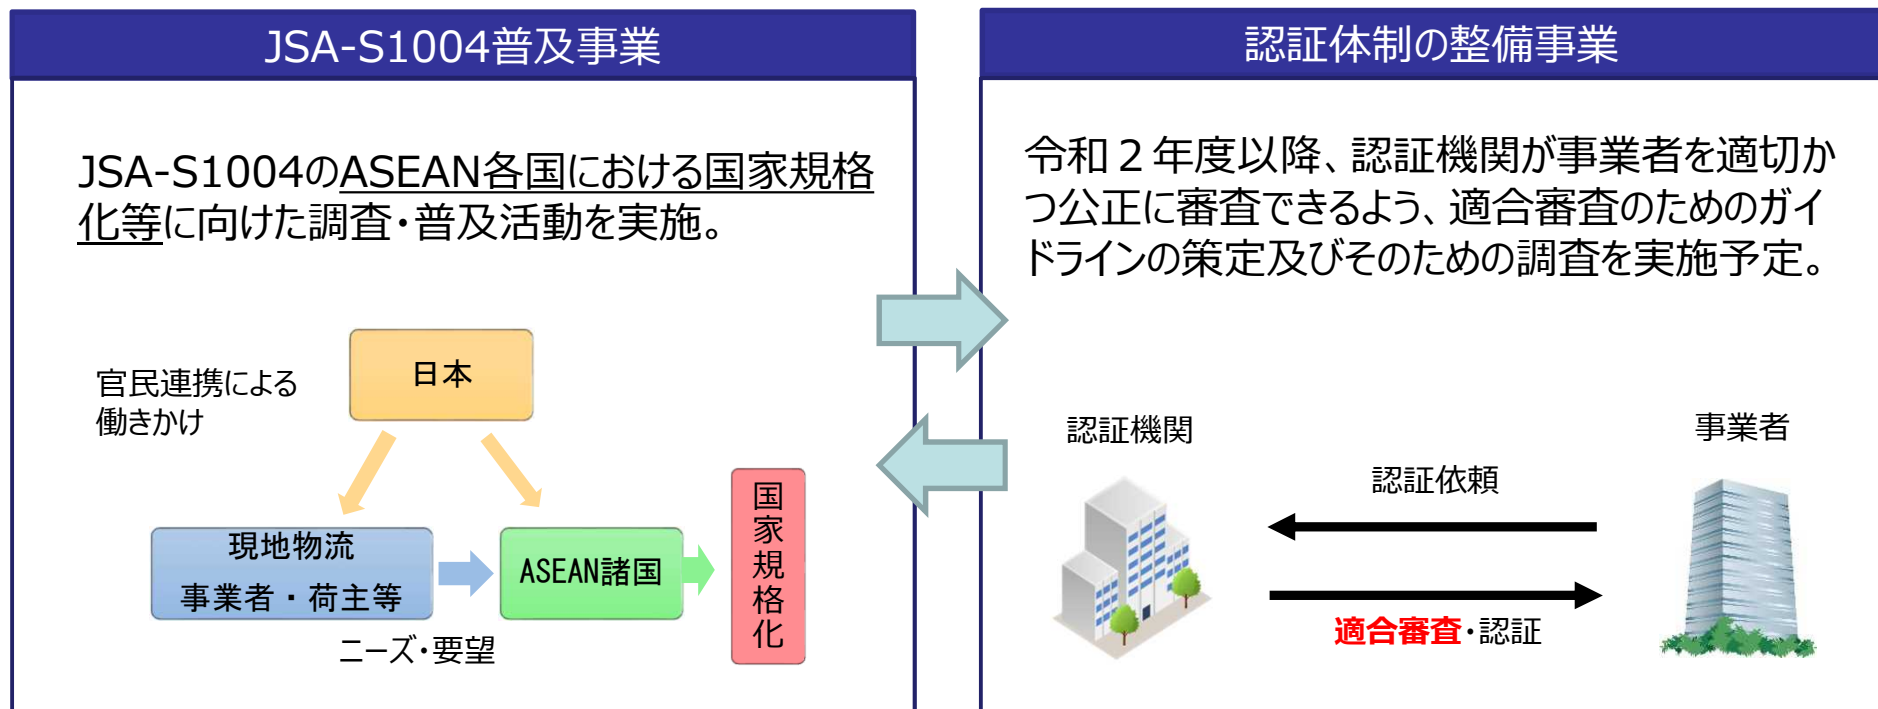 JSA-S1004普及事業
JSA-S1004のASEAN各国における国家規格
化等に向けた調査・普及活動を実施。
官民連携による
働きかけ
日本
現地物流
事業者・荷主等
ニーズ・要望
ASEAN諸国
国家規格化
認証体制の整備事業
令和２年度以降、認証機関が事業者を適切か
つ公正に審査できるよう、適合審査のためのガイ
ドラインの策定及びそのための調査を実施予定。
認証機関
事業者
認証依頼
適合審査・認証